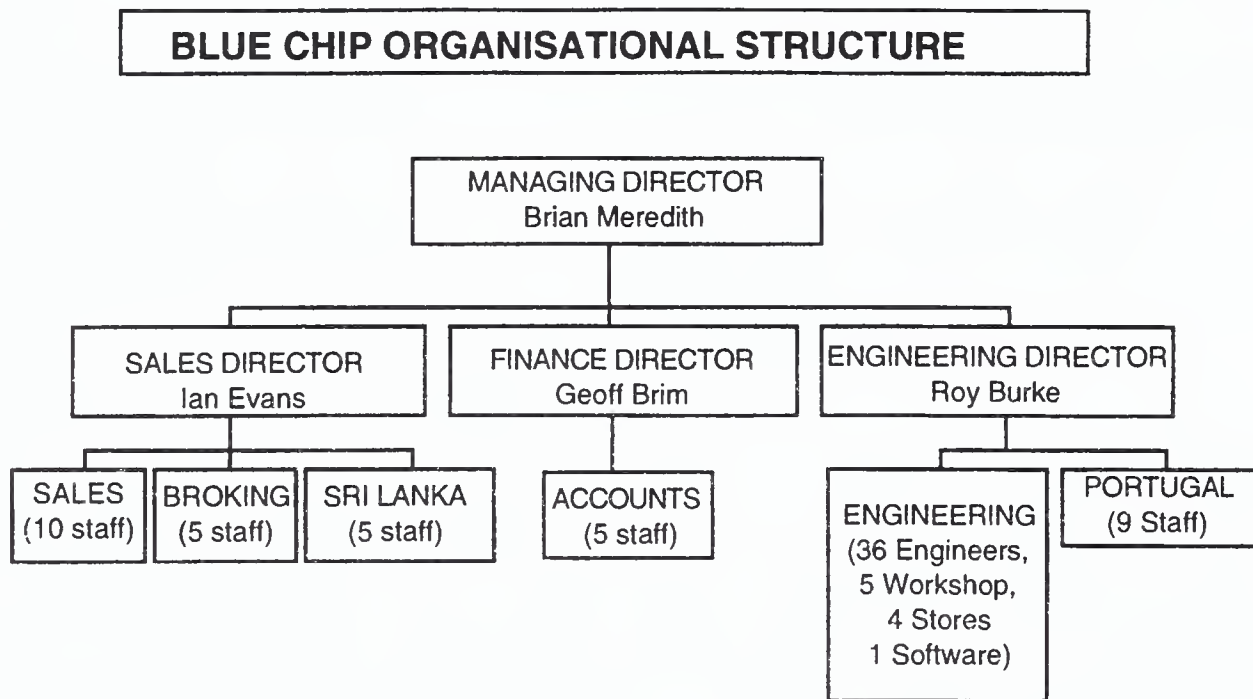 BLUE CHIP ORGANISATIONAL STRUCTURE
MANAGING DIRECTOR
Brian Meredith
SALES DIRECTOR
Ian Evans
FINANCE DIRECTOR
Geoff Brim
ENGINEERING DIRECTOR
Roy Burke
SALES
(10 staff)
BROKING
(5 staff)
SRI LANKA
(5 staff)
ACCOUNTS
(5 staff)
ENGINEERING
(36 Engineers,
5 Workshop,
4 Stores
1 Software)
PORTUGAL
(9 Staff)